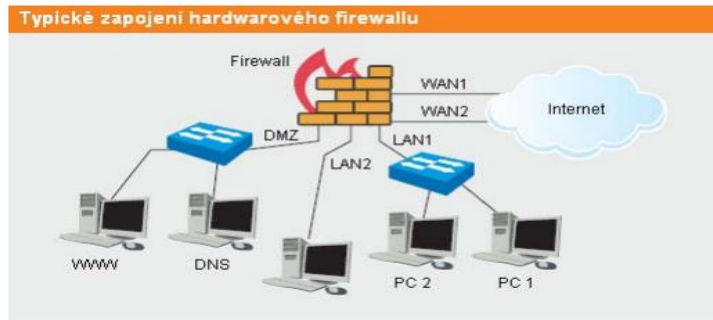 Typické zapojení hardwarového firewallu
Firewall
WAN1
WAN2
Internet
DMZ
LAN1
LAN2
WWW
DNS
PC 2
PC 1